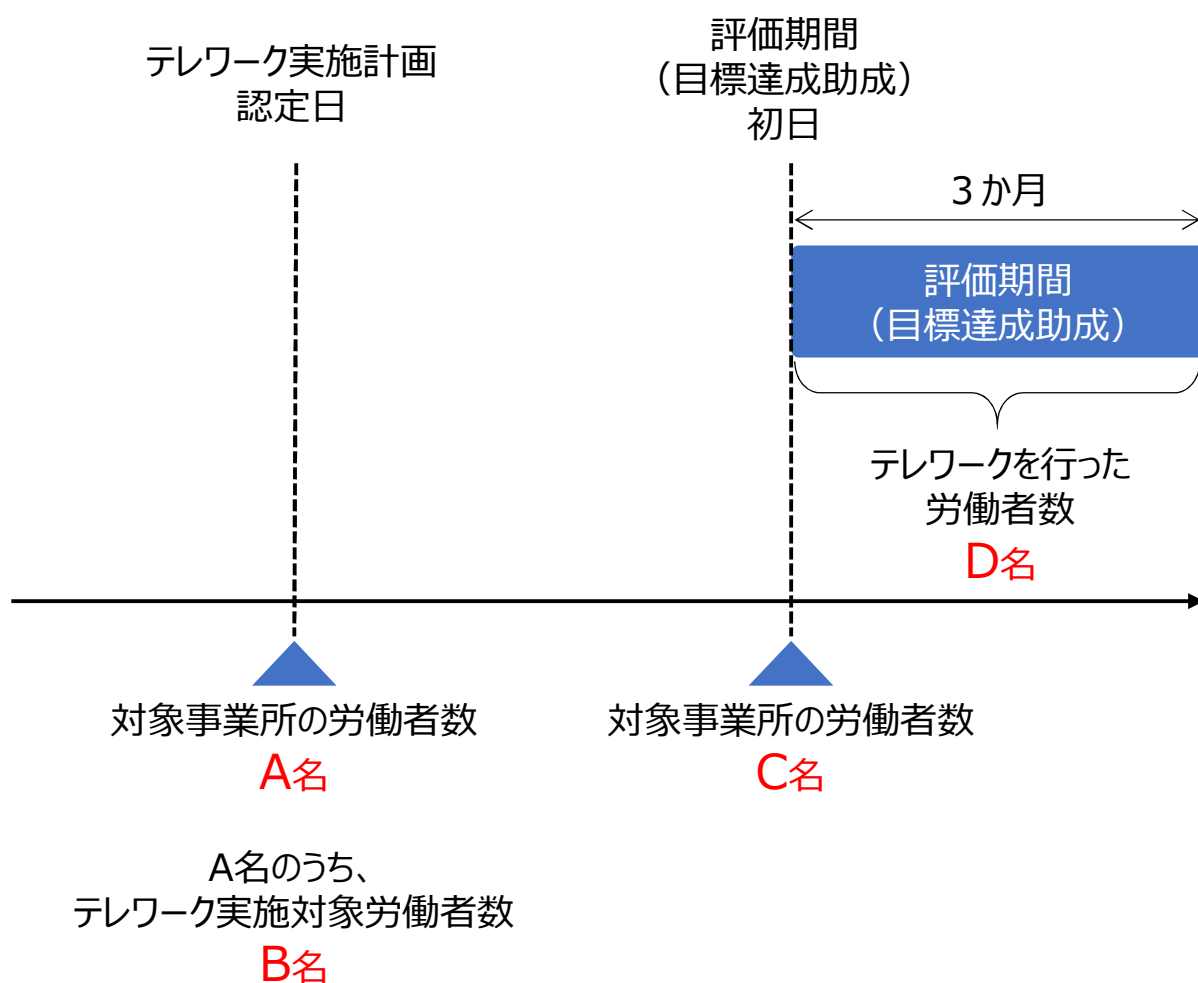 テレワーク実施計画
認定日
評価期間
（目標達成助成）
初日
３か月
評価期間
（目標達成助成）
テレワークを行った
労働者数
D名
対象事業所の労働者数
A名
対象事業所の労働者数
C名
A名のうち、
テレワーク実施対象労働者数
B名